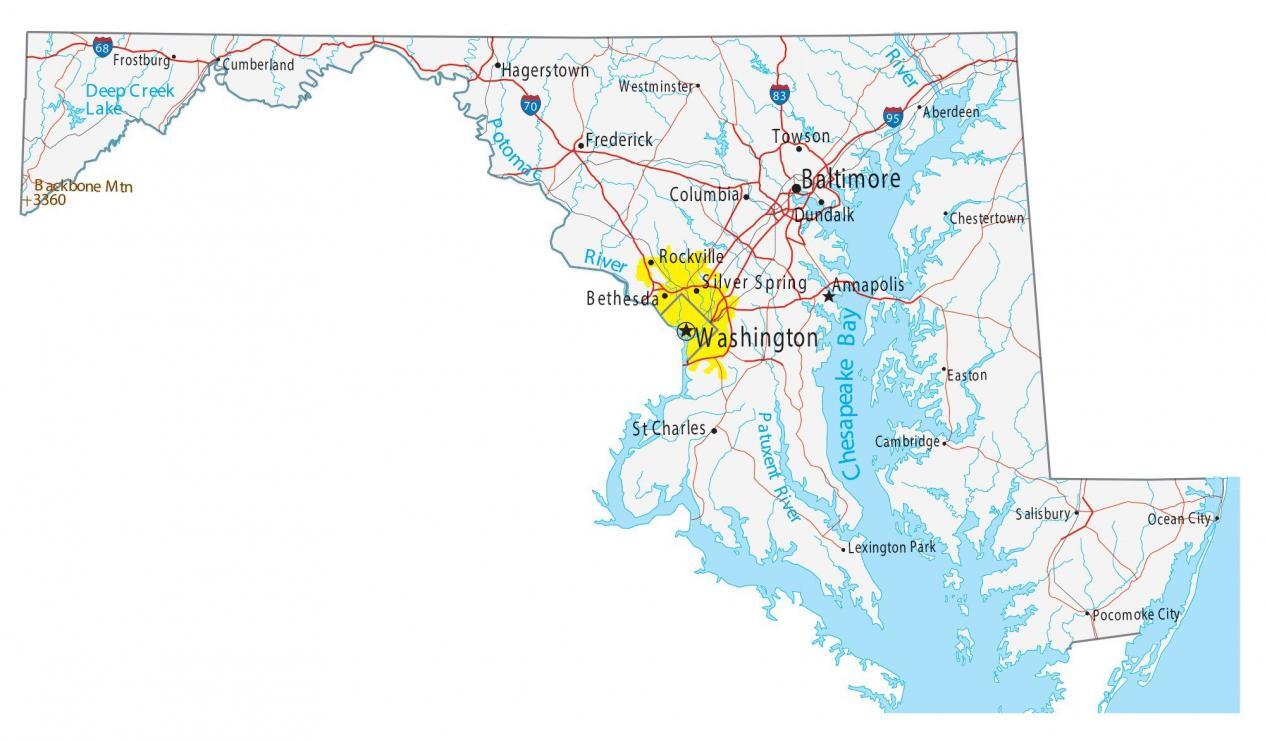 68
Frostburg
Cumberland
Deep Creek
Lake
Backbone Mtn
+3360
Hagerstown
70
Potomac
River
Frederick
Westminster
83
River
95
Aberdeen
Towson
Baltimore
Columbia
Dundalk
Chestertown
Rockville
Silver Spring
Bethesda
Annapolis
Washington
Chesapeake Bay
Easton
St Charles
Patuxent River
Cambridge
Salisbury
Ocean City
Lexington Park
Pocomoke City